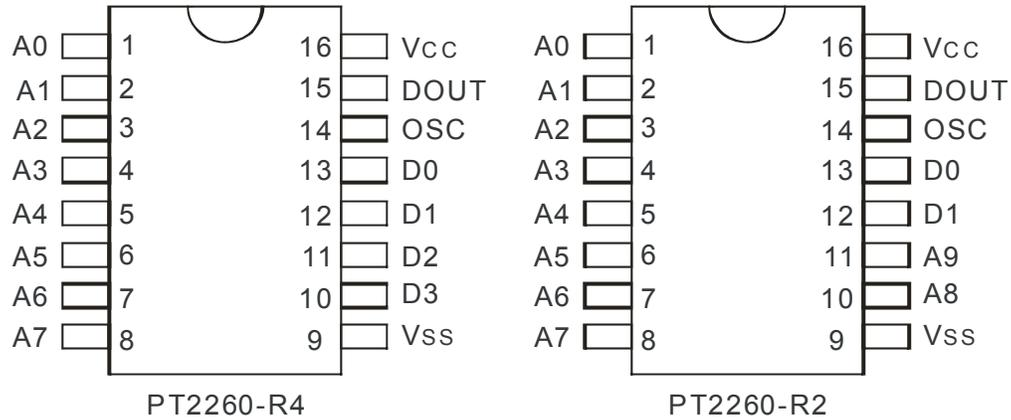 A0 1 16 VCC A0 1 16 VCC
A1 2 15 DOUT A1 2 15 DOUT
A2 3 14 OSC A2 3 14 OSC
A3 4 13 D0 A3 4 13 D0
A4 5 12 D1 A4 5 12 D1
A5 6 11 D2 A5 6 11 A9
A6 7 10 D3 A6 7 10 A8
A7 8 9 VSS A7 8 9 VSS
PT2260-R4 PT2260-R2